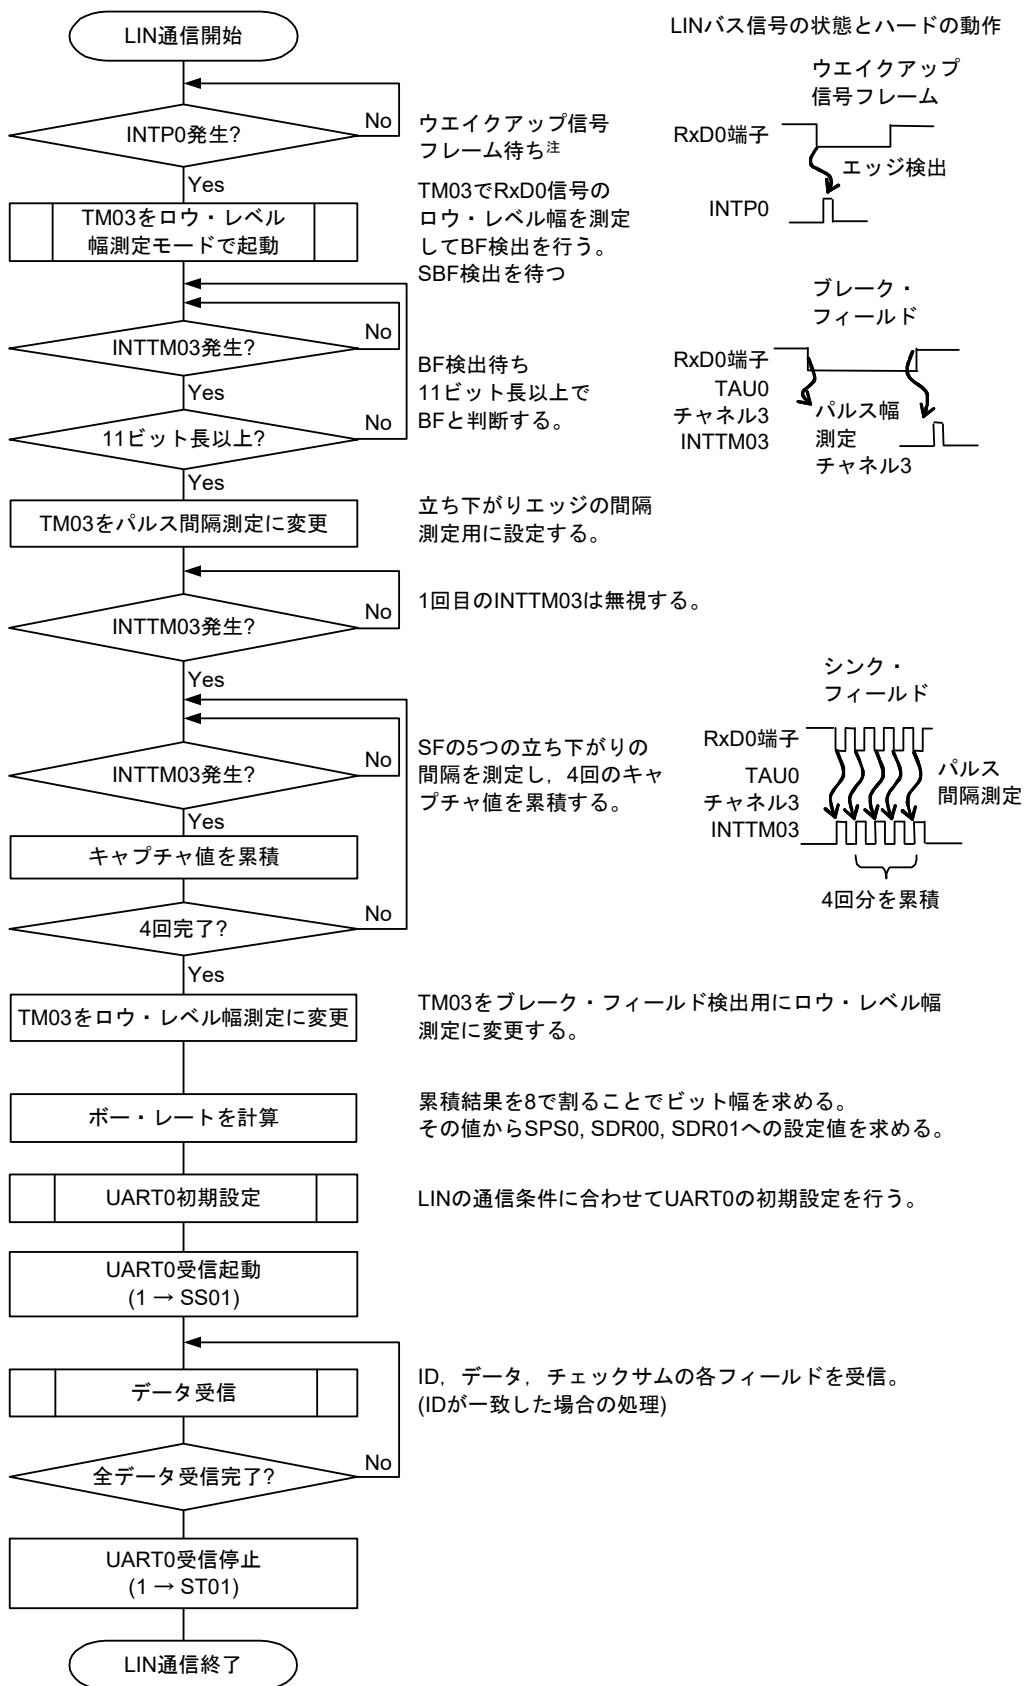 LINバス信号の状態とハードの動作
LIN通信開始
INTP0発生?
No
Yes
ウエイクアップ信号
フレーム待ち注
ウエイクアップ
信号フレーム
RxD0端子
エッジ検出
INTP0
TM03をロウ・レベル
幅測定モードで起動
TM03でRxD0信号の
ロウ・レベル幅を測定
してBF検出を行う。
SBF検出を待つ
INTTM03発生?
No
Yes
11ビット長以上?
No
Yes
BF検出待ち
11ビット長以上で
BFと判断する。
ブレーク・
フィールド
RxD0端子
TAU0
チャネル3
INTTM03
パルス幅
測定
チャネル3
TM03をパルス間隔測定に変更
立ち下がりエッジの間隔
測定用に設定する。
INTTM03発生?
No
Yes
1回目のINTTM03は無視する。
INTTM03発生?
No
Yes
キャプチャ値を累積
4回完了?
No
Yes
SFの5つの立ち下がりの
間隔を測定し,4回のキャ
プチャ値を累積する。
シンク・
フィールド
RxD0端子
TAU0
チャネル3
INTTM03
パルス
間隔測定
4回分を累積
TM03をロウ・レベル幅測定に変更
TM03をブレーク・フィールド検出用にロウ・レベル幅
測定に変更する。
ボー・レートを計算
累積結果を8で割ることでビット幅を求める。
その値からSPS0, SDR00, SDR01への設定値を求める。
UART0初期設定
LINの通信条件に合わせてUART0の初期設定を行う。
UART0受信起動
(1 → SS01)
データ受信
ID,データ,チェックサムの各フィールドを受信。
(IDが一致した場合の処理)
全データ受信完了?
No
UART0受信停止
(1 → ST01)
LIN通信終了